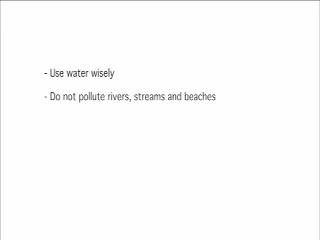 - Use water wisely
- Do not pollute rivers, streams and beaches